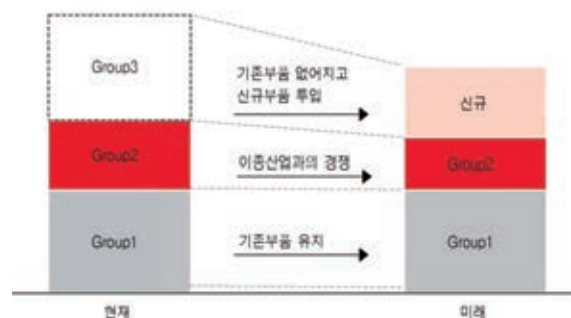 Group3
기존부품 없어지고
신규부품 투입
신규
Group2
이종산업과의 경쟁
Group2
Group1
기존부품 유지
Group1
현재
미래